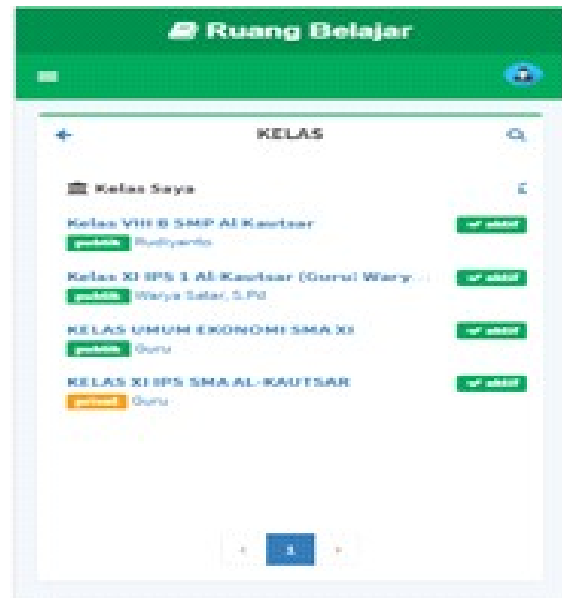 Ruang Belajar
KELAS
Kelas Saya
Kelas VIII B SMP Al Kautsar
aktif
publik Rudiyanto
Kelas XI IPS 1 Al-Kautsar (Guru: Wary...
aktif
publik Warya Satar, S.Pd
KELAS UMUM EKONOMI SMA XI
aktif
publik Guru
KELAS XI IPS SMA AL-KAUTSAR
aktif
privat Guru
1